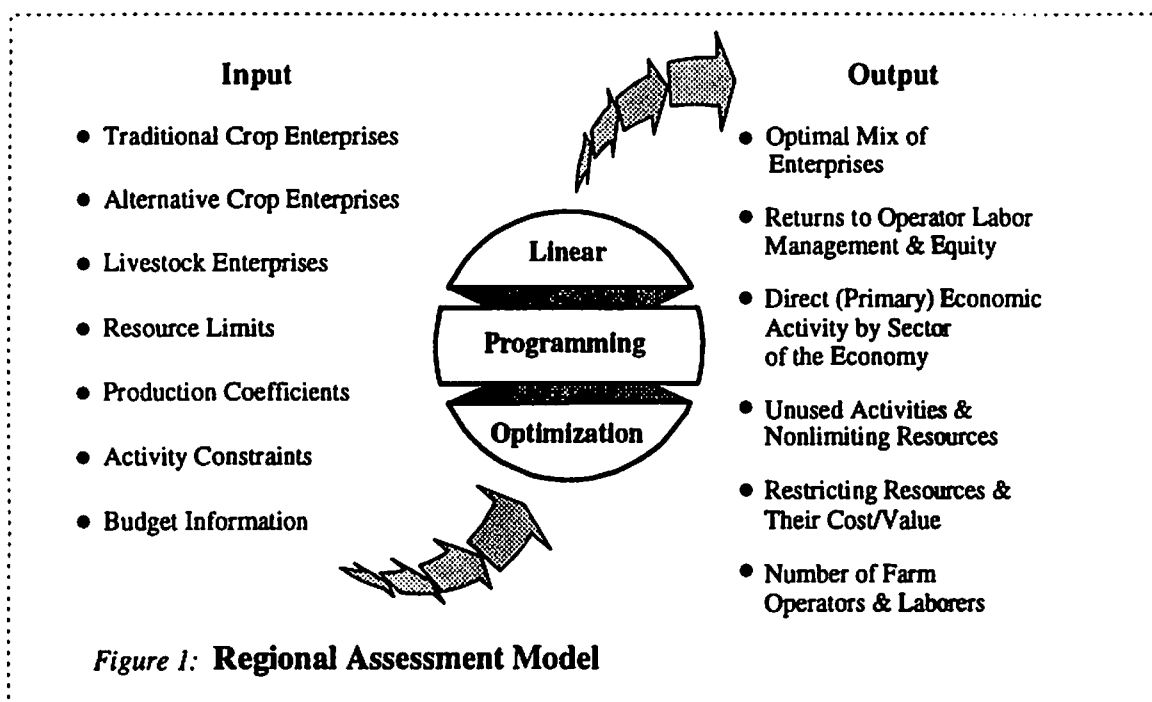 Input
• Traditional Crop Enterprises
• Alternative Crop Enterprises
• Livestock Enterprises
• Resource Limits
• Production Coefficients
• Activity Constraints
• Budget Information
Linear
Programming
Optimization
Output
• Optimal Mix of
Enterprises
• Returns to Operator Labor
Management & Equity
• Direct (Primary) Economic
Activity by Sector
of the Economy
• Unused Activities &
Nonlimiting Resources
• Restricting Resources &
Their Cost/Value
• Number of Farm
Operators & Laborers
Figure 1: Regional Assessment Model